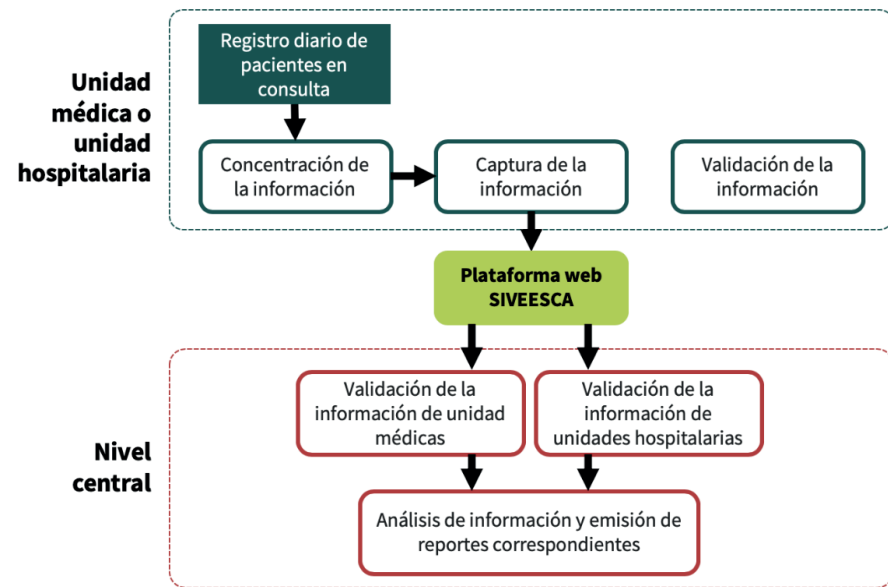 Unidad
médica o
unidad
hospitalaria
Registro diario de
pacientes en
consulta
Concentración de
la información
Captura de la
información
Validación de la
información
Plataforma web
SIVEESCA
Nivel
central
Validación de la
información de unidad
médicas
Validación de la
información de
unidades hospitalarias
Análisis de información y emisión de
reportes correspondientes